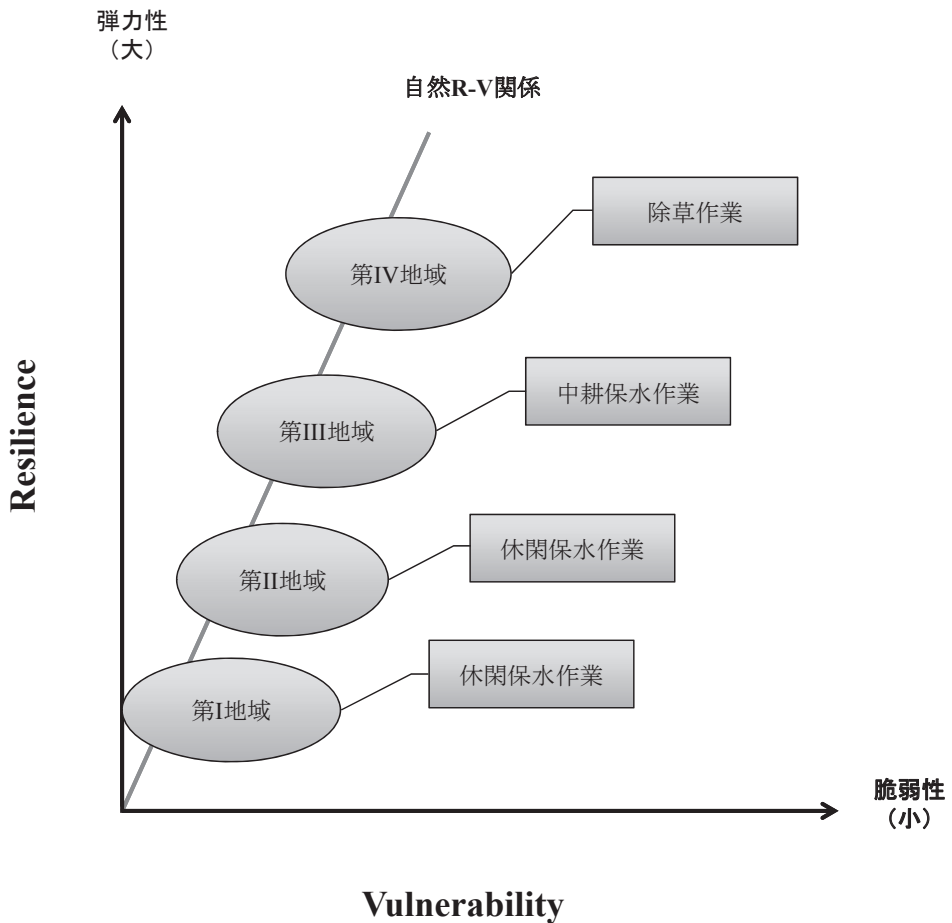 弾力性
（大）
自然R-V関係
除草作業
第IV地域
中耕保水作業
第III地域
Resilience
休閑保水作業
第II地域
休閑保水作業
第I地域
脆弱性
（小）
Vulnerability